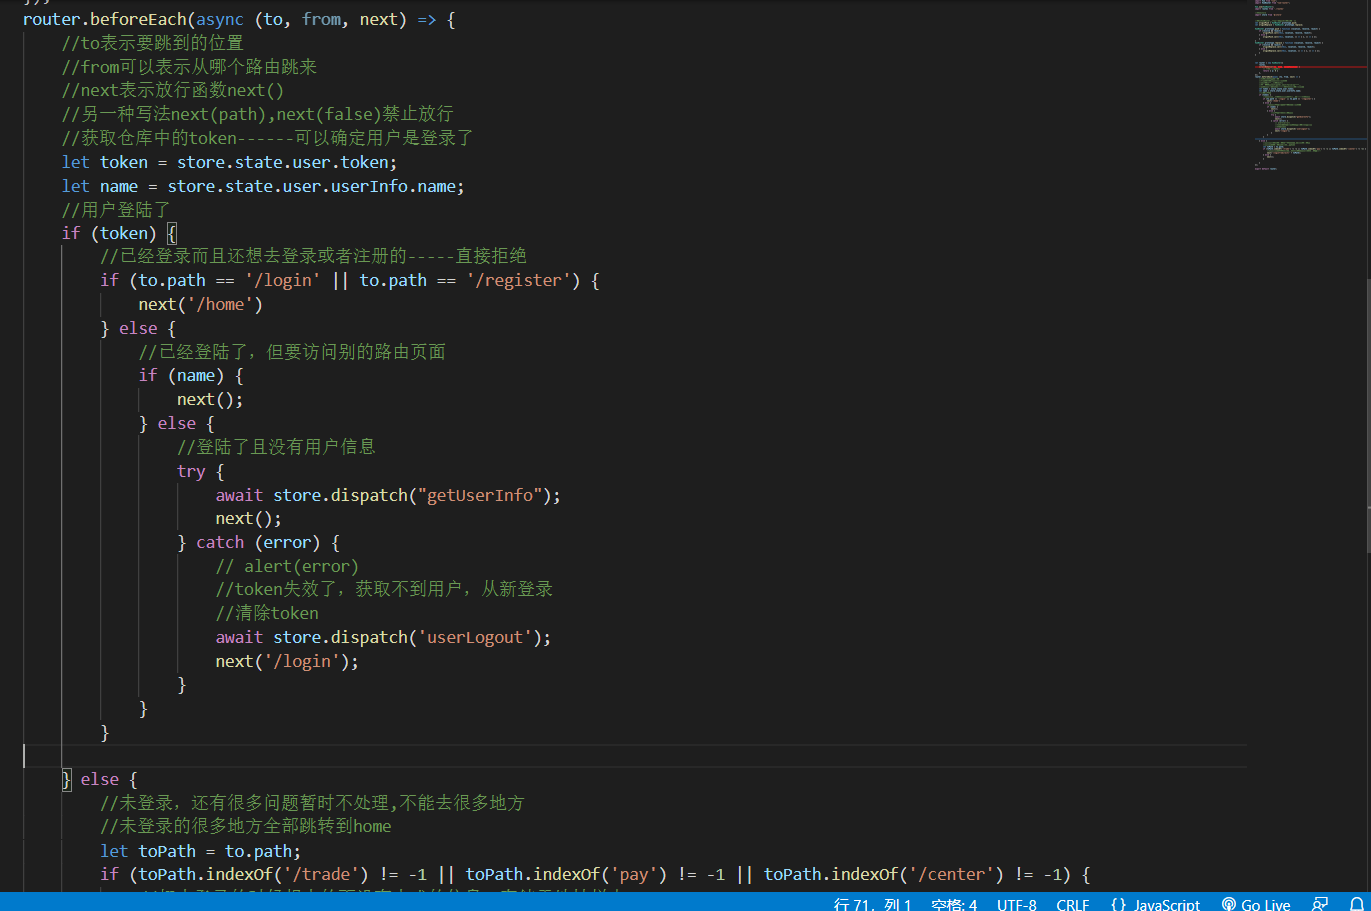 router.beforeEach(async (to, from, next) => {
    //to表示要跳到的位置
    //from可以表示从哪个路由跳来
    //next表示放行函数next()
    //另一种写法next(path),next(false)禁止放行
    //获取仓库中的token------可以确定用户是登录了
    let token = store.state.user.token;
    let name = store.state.user.userInfo.name;
    //用户登陆了
    if (token) {
        //已经登录而且还想去登录或者注册的-----直接拒绝
        if (to.path == '/login' || to.path == '/register') {
            next('/home')
        } else {
            //已经登陆了，但要访问别的路由页面
            if (name) {
                next();
            } else {
                //登陆了且没有用户信息
                try {
                    await store.dispatch("getUserInfo");
                    next();
                } catch (error) {
                    // alert(error)
                    //token失效了，获取不到用户，从新登录
                    //清除token
                    await store.dispatch('userLogout');
                    next('/login');
                }
            }
        }
    } else {
        //未登录，还有很多问题暂时不处理,不能去很多地方
        //未登录的很多地方全部跳转到home
        let toPath = to.path;
        if (toPath.indexOf('/trade') != -1 || toPath.indexOf('pay') != -1 || toPath.indexOf('/center') != -1) {
行 71，列 1 空格: 4 UTF-8 CRLF {} JavaScript Go Live